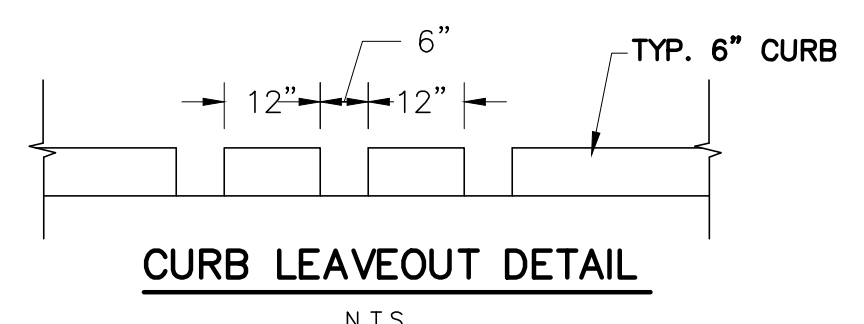 6”
TYP. 6” CURB
12”
12”
CURB LEAVEOUT DETAIL
N.T.S.